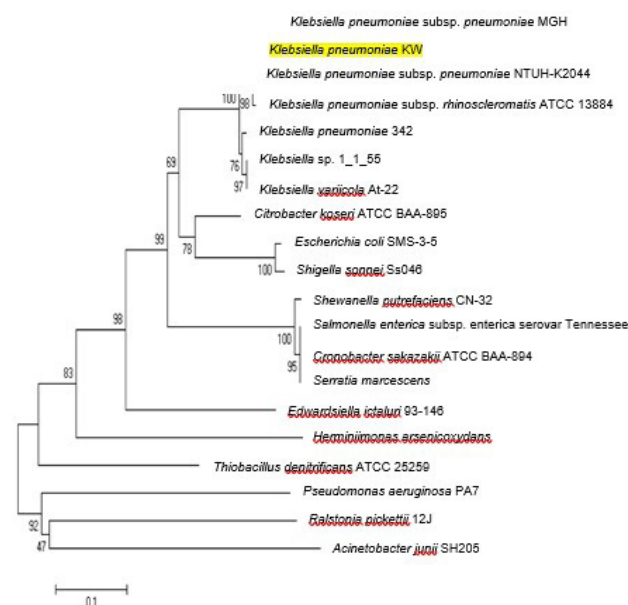 Klebsiella pneumoniae subsp. pneumoniae MGH
Klebsiella pneumoniae KW
Klebsiella pneumoniae subsp. pneumoniae NTUH-K2044
100 98 Klebsiella pneumoniae subsp. rhinoscleromatis ATCC 13884
Klebsiella pneumoniae 342
69 76 Klebsiella sp. 1_1_55
97 Klebsiella variicola At-22
Citrobacter koseri ATCC BAA-895
99 78 Escherichia coli SMS-3-5
100 Shigella sonnei Ss046
Shewanella putrefaciens CN-32
98 Salmonella enterica subsp. enterica serovar Tennessee
100 Cronobacter sakazakii ATCC BAA-894
83 95 Serratia marcescens
Edwardsiella ictaluri 93-146
Herminiimonas arsenicoxydans
Thiobacillus denitrificans ATCC 25259
Pseudomonas aeruginosa PA7
92 Ralstonia pickettii 12J
47 Acinetobacter junii SH205
0.1